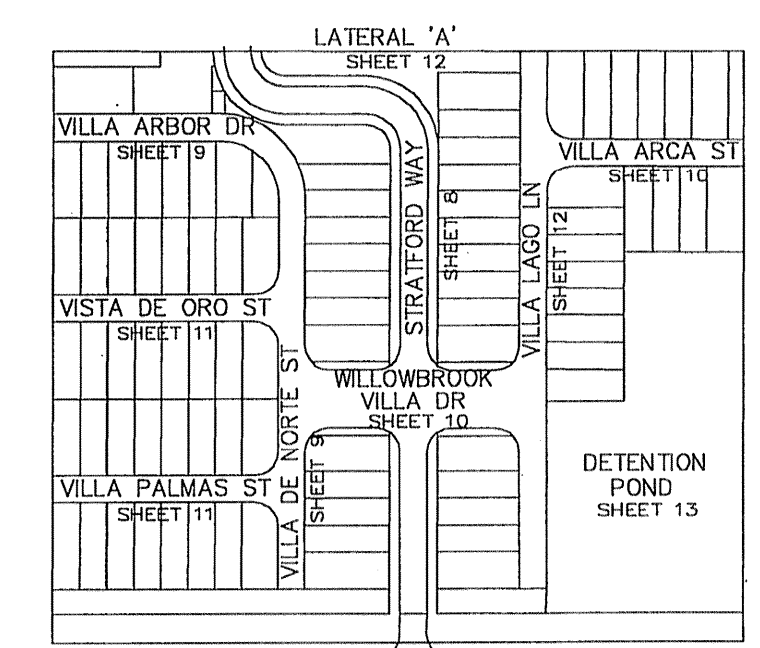 LATERAL 'A'
SHEET 12
VILLA ARBOR DR
SHEET 9
STRATFORD WAY
SHEET 8
VILLA LAGO LN
SHEET 12
VILLA ARCA ST
SHEET 10
VISTA DE ORO ST
SHEET 11
VILLA DE NORTE ST
SHEET 9
WILLOWBROOK
VILLA DR
SHEET 10
VILLA PALMAS ST
SHEET 11
DETENTION
POND
SHEET 13